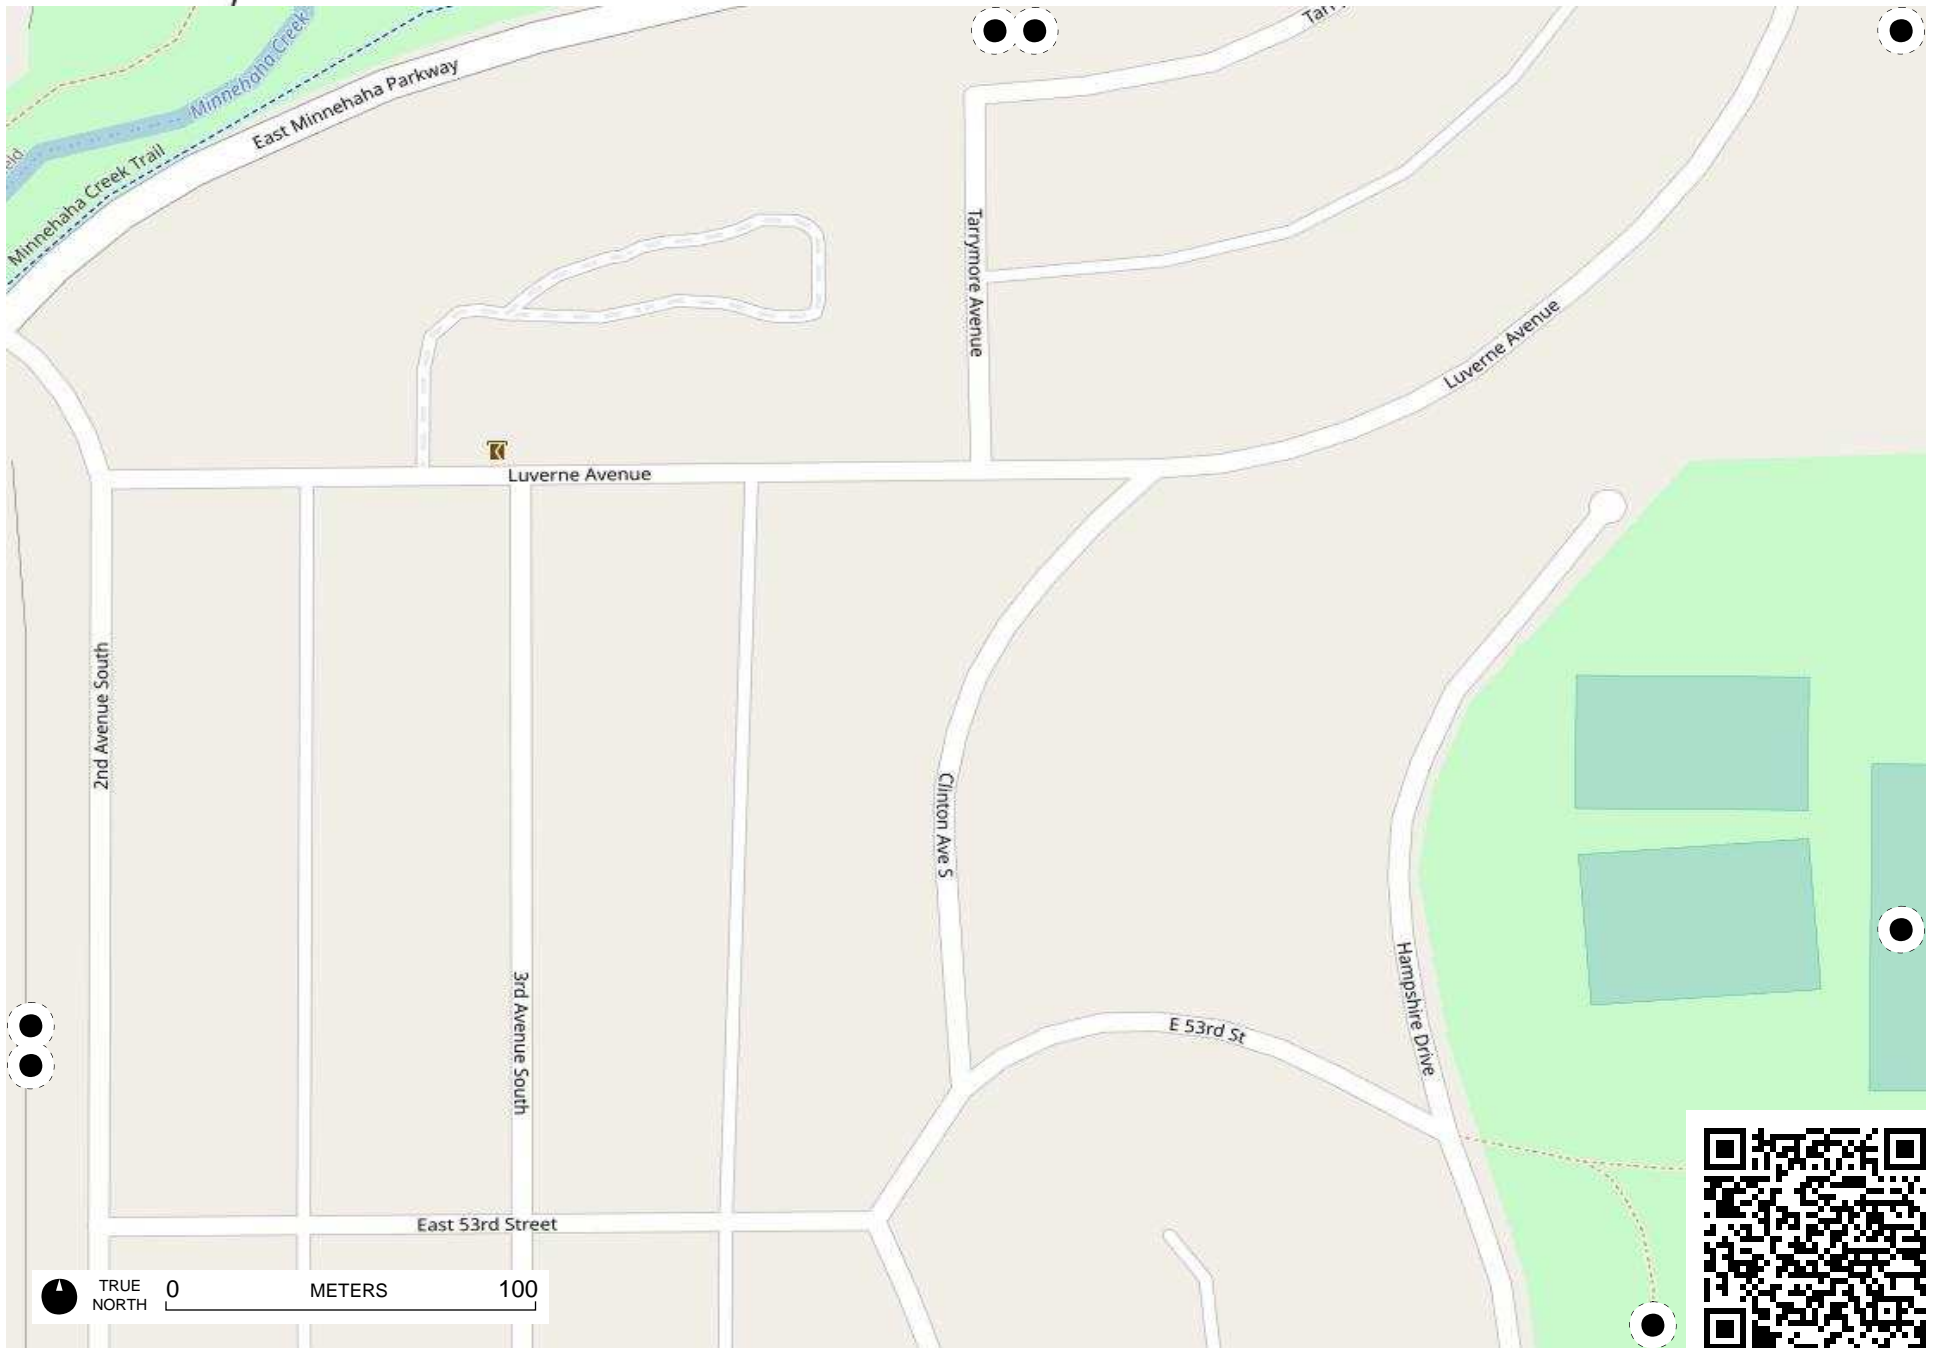 Minnehaha Creek
East Minnehaha Parkway
Minnehaha Creek Trail
Tarrymore Avenue
Luverne Avenue
Luverne Avenue
2nd Avenue South
Clinton Ave S
3rd Avenue South
Hampshire Drive
E 53rd St
East 53rd Street
TRUE
NORTH
0 METERS 100